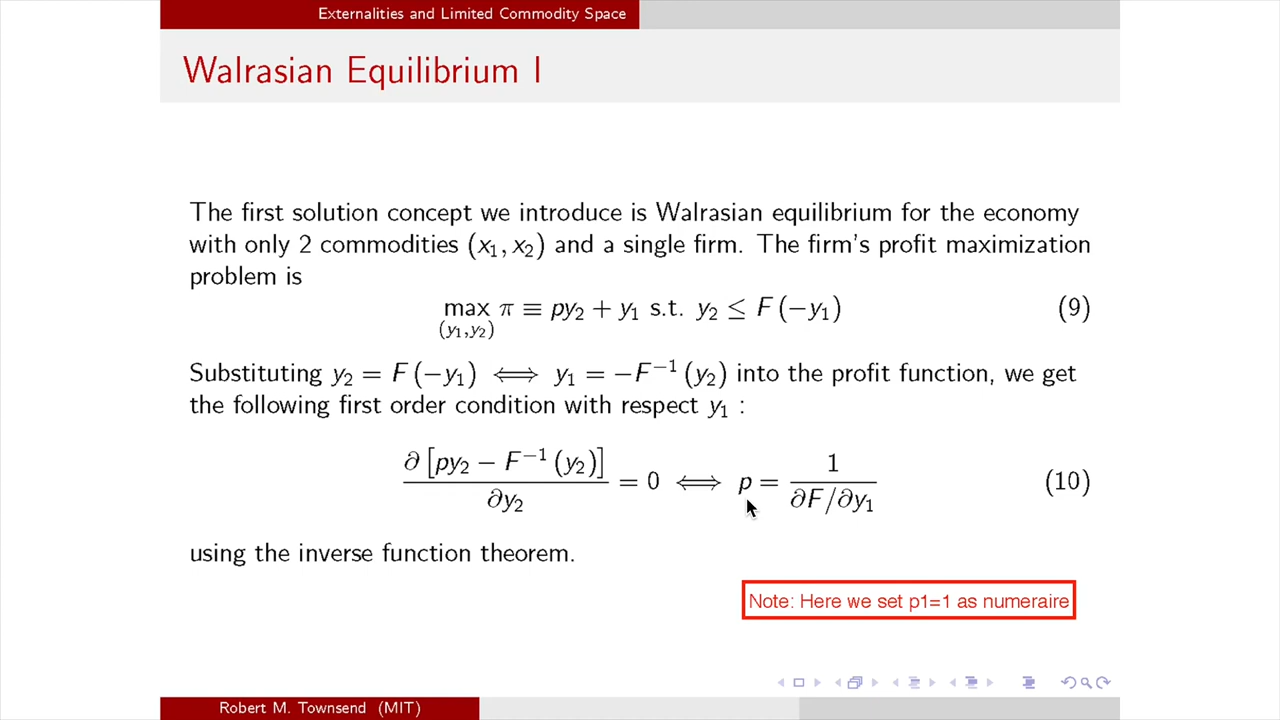 Externalities and Limited Commodity Space
Walrasian Equilibrium I
The first solution concept we introduce is Walrasian equilibrium for the economy
with only 2 commodities (x₁, x₂) and a single firm. The firm's profit maximization
problem is
max π ≡ py₂ + y₁ s.t. y₂ ≤ F (−y₁) (9)
(y₁,y₂)
Substituting y₂ = F (−y₁) ⟺ y₁ = −F⁻¹ (y₂) into the profit function, we get
the following first order condition with respect y₁ :
∂ [py₂ − F⁻¹ (y₂)] / ∂y₂ = 0 ⟺ p = 1 / (∂F/∂y₁) (10)
using the inverse function theorem.
Note: Here we set p1=1 as numeraire
Robert M. Townsend (MIT)